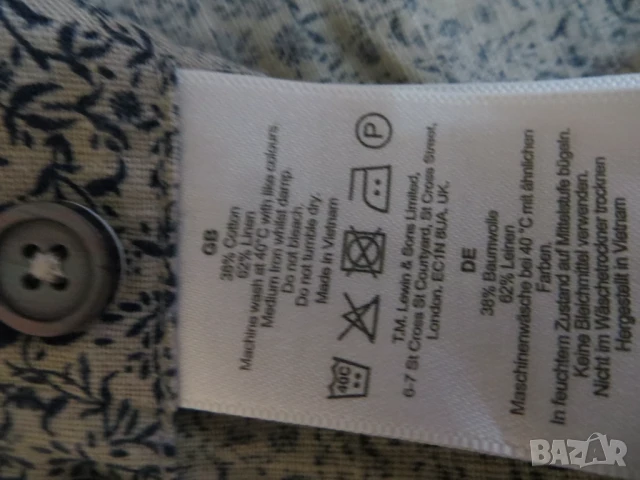 GB
38% Cotton
62% Linen
Machine wash at 40°C with like colours.
Medium Iron whilst damp.
Do not bleach.
Do not tumble dry.
Made in Vietnam
40C
P
T.M. Lewin & Sons Limited,
6-7 St Cross St Courtyard, St Cross Street,
London. EC1N 8UA. UK.
DE
38% Baumwolle
62% Leinen
Maschinenwäsche bei 40 °C mit ähnlichen
Farben.
In feuchtem Zustand auf Mittelstufe bügeln.
Keine Bleichmittel verwenden.
Nicht im Wäschetrockner trocknen
Hergestellt in Vietnam
BAZAR
bg